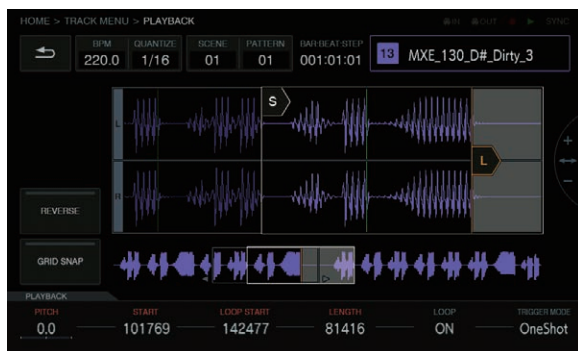 HOME > TRACK MENU > PLAYBACK
IN OUT SYNC
BPM QUANTIZE SCENE PATTERN BAR·BEAT·STEP
220.0 1/16 01 01 001:01:01 13 MXE_130_D#_Dirty_3
S
L
L
R
+
−
REVERSE
GRID SNAP
PLAYBACK
PITCH START LOOP START LENGTH LOOP TRIGGER MODE
0.0 101769 142477 81416 ON OneShot